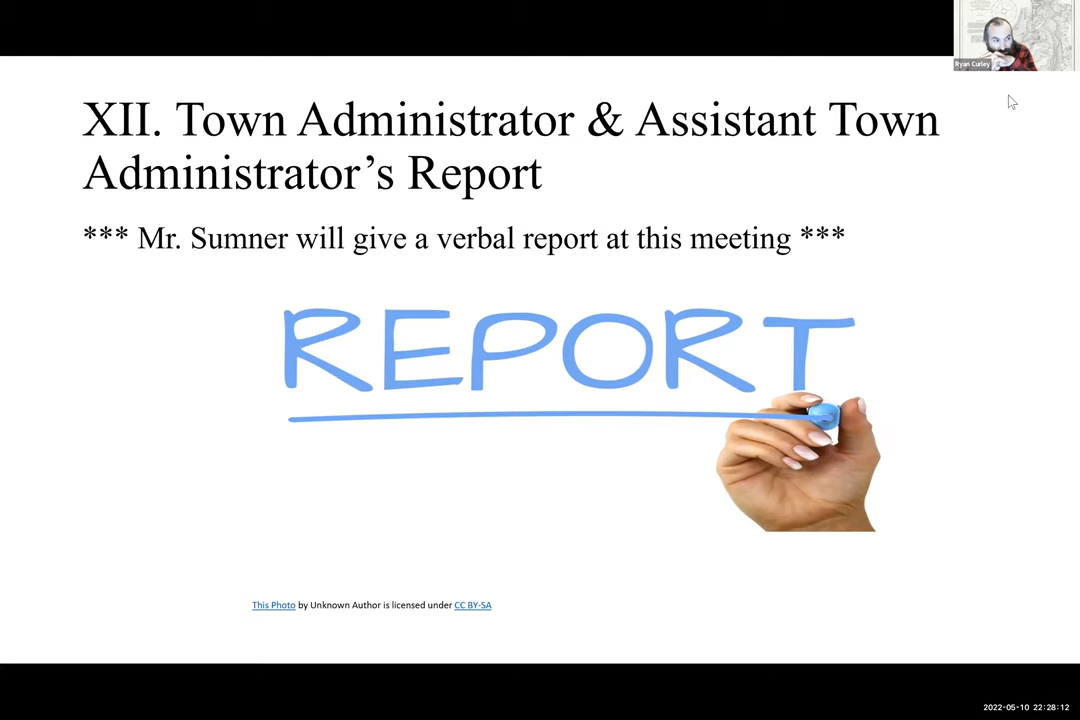 Ryan Curley
XII. Town Administrator & Assistant Town
Administrator’s Report
*** Mr. Sumner will give a verbal report at this meeting ***
REPORT
This Photo by Unknown Author is licensed under CC BY-SA
2022-05-10 22:28:12